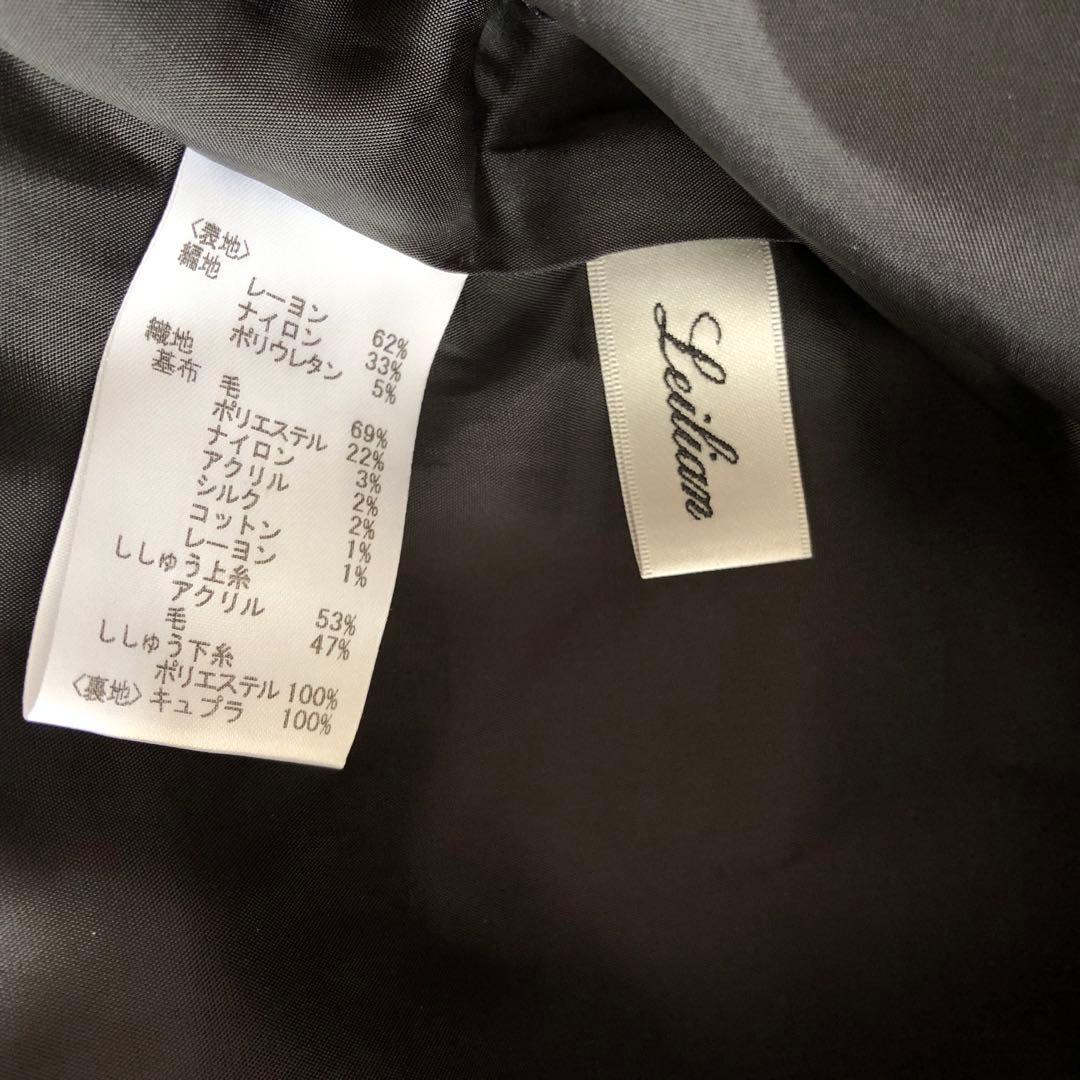 〈表地〉
編地
レーヨン 62%
ナイロン 33%
ポリウレタン 5%
織地
基布
毛 69%
ポリエステル 22%
ナイロン 3%
アクリル 2%
シルク 2%
コットン 1%
レーヨン 1%
ししゅう上糸
アクリル 53%
毛 47%
ししゅう下糸
ポリエステル 100%
〈裏地〉キュプラ 100%
Leilian